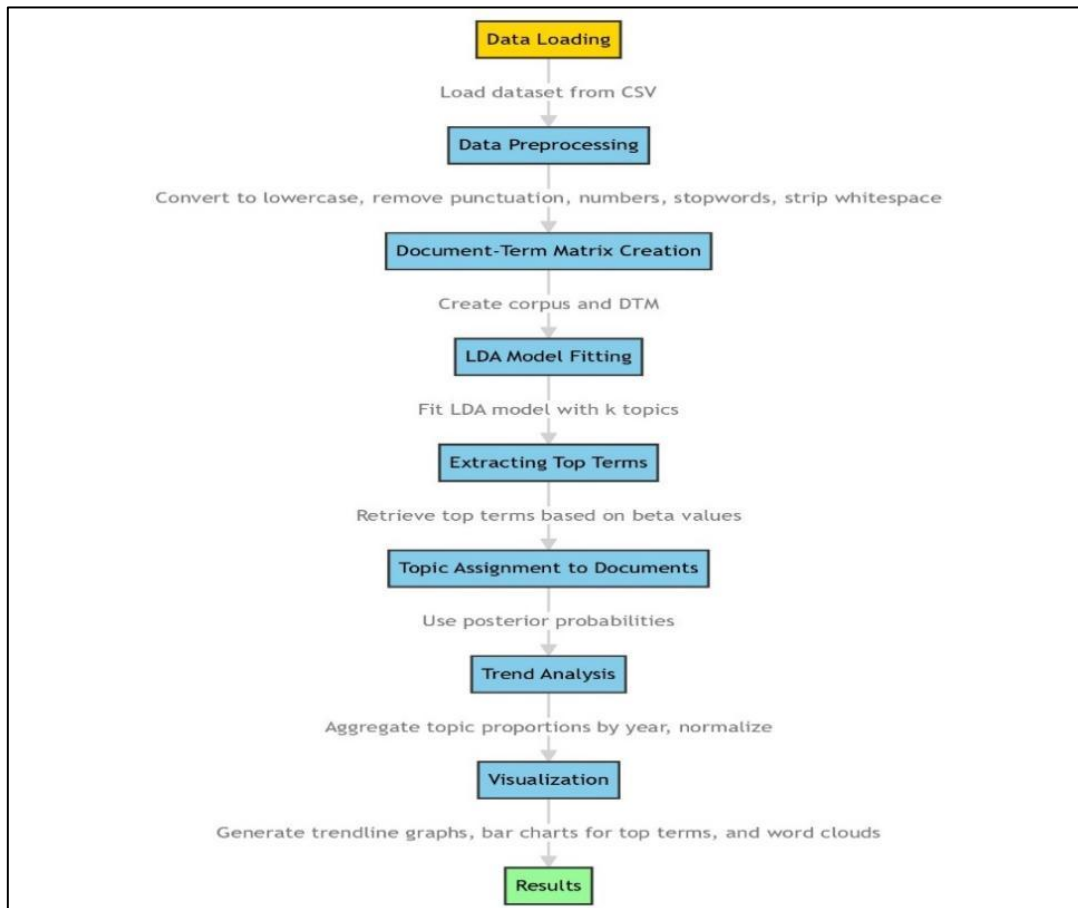 Data Loading
Load dataset from CSV
Data Preprocessing
Convert to lowercase, remove punctuation, numbers, stopwords, strip whitespace
Document-Term Matrix Creation
Create corpus and DTM
LDA Model Fitting
Fit LDA model with k topics
Extracting Top Terms
Retrieve top terms based on beta values
Topic Assignment to Documents
Use posterior probabilities
Trend Analysis
Aggregate topic proportions by year, normalize
Visualization
Generate trendline graphs, bar charts for top terms, and word clouds
Results